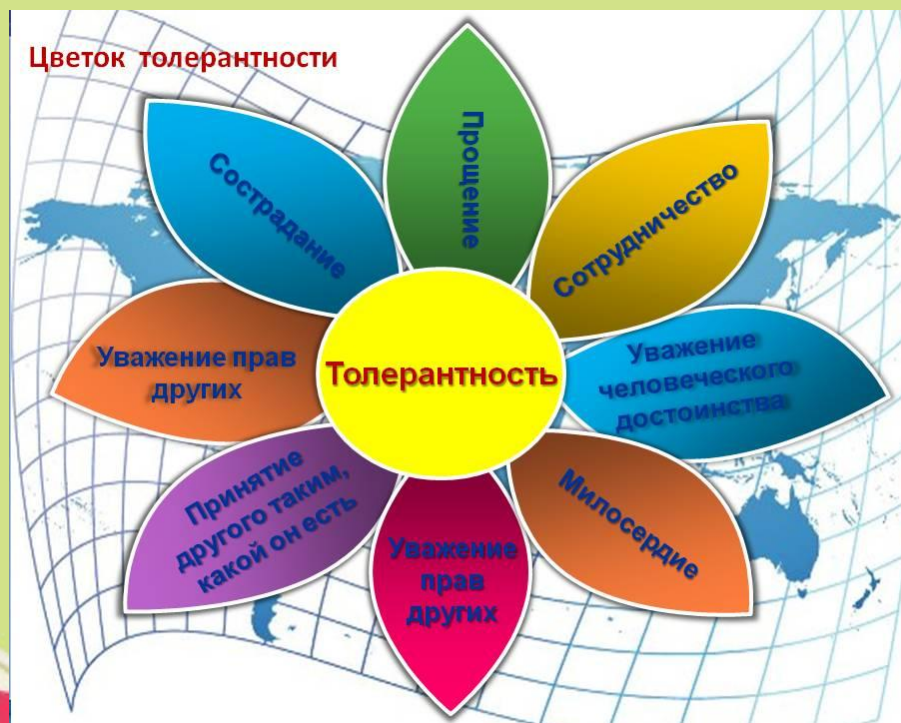 Цветок толерантности
Прощение
Сотрудничество
Уважение
человеческого
достоинства
Милосердие
Уважение
прав
других
Принятие
другого таким,
какой он есть
Уважение прав
других
Сострадание
Толерантность